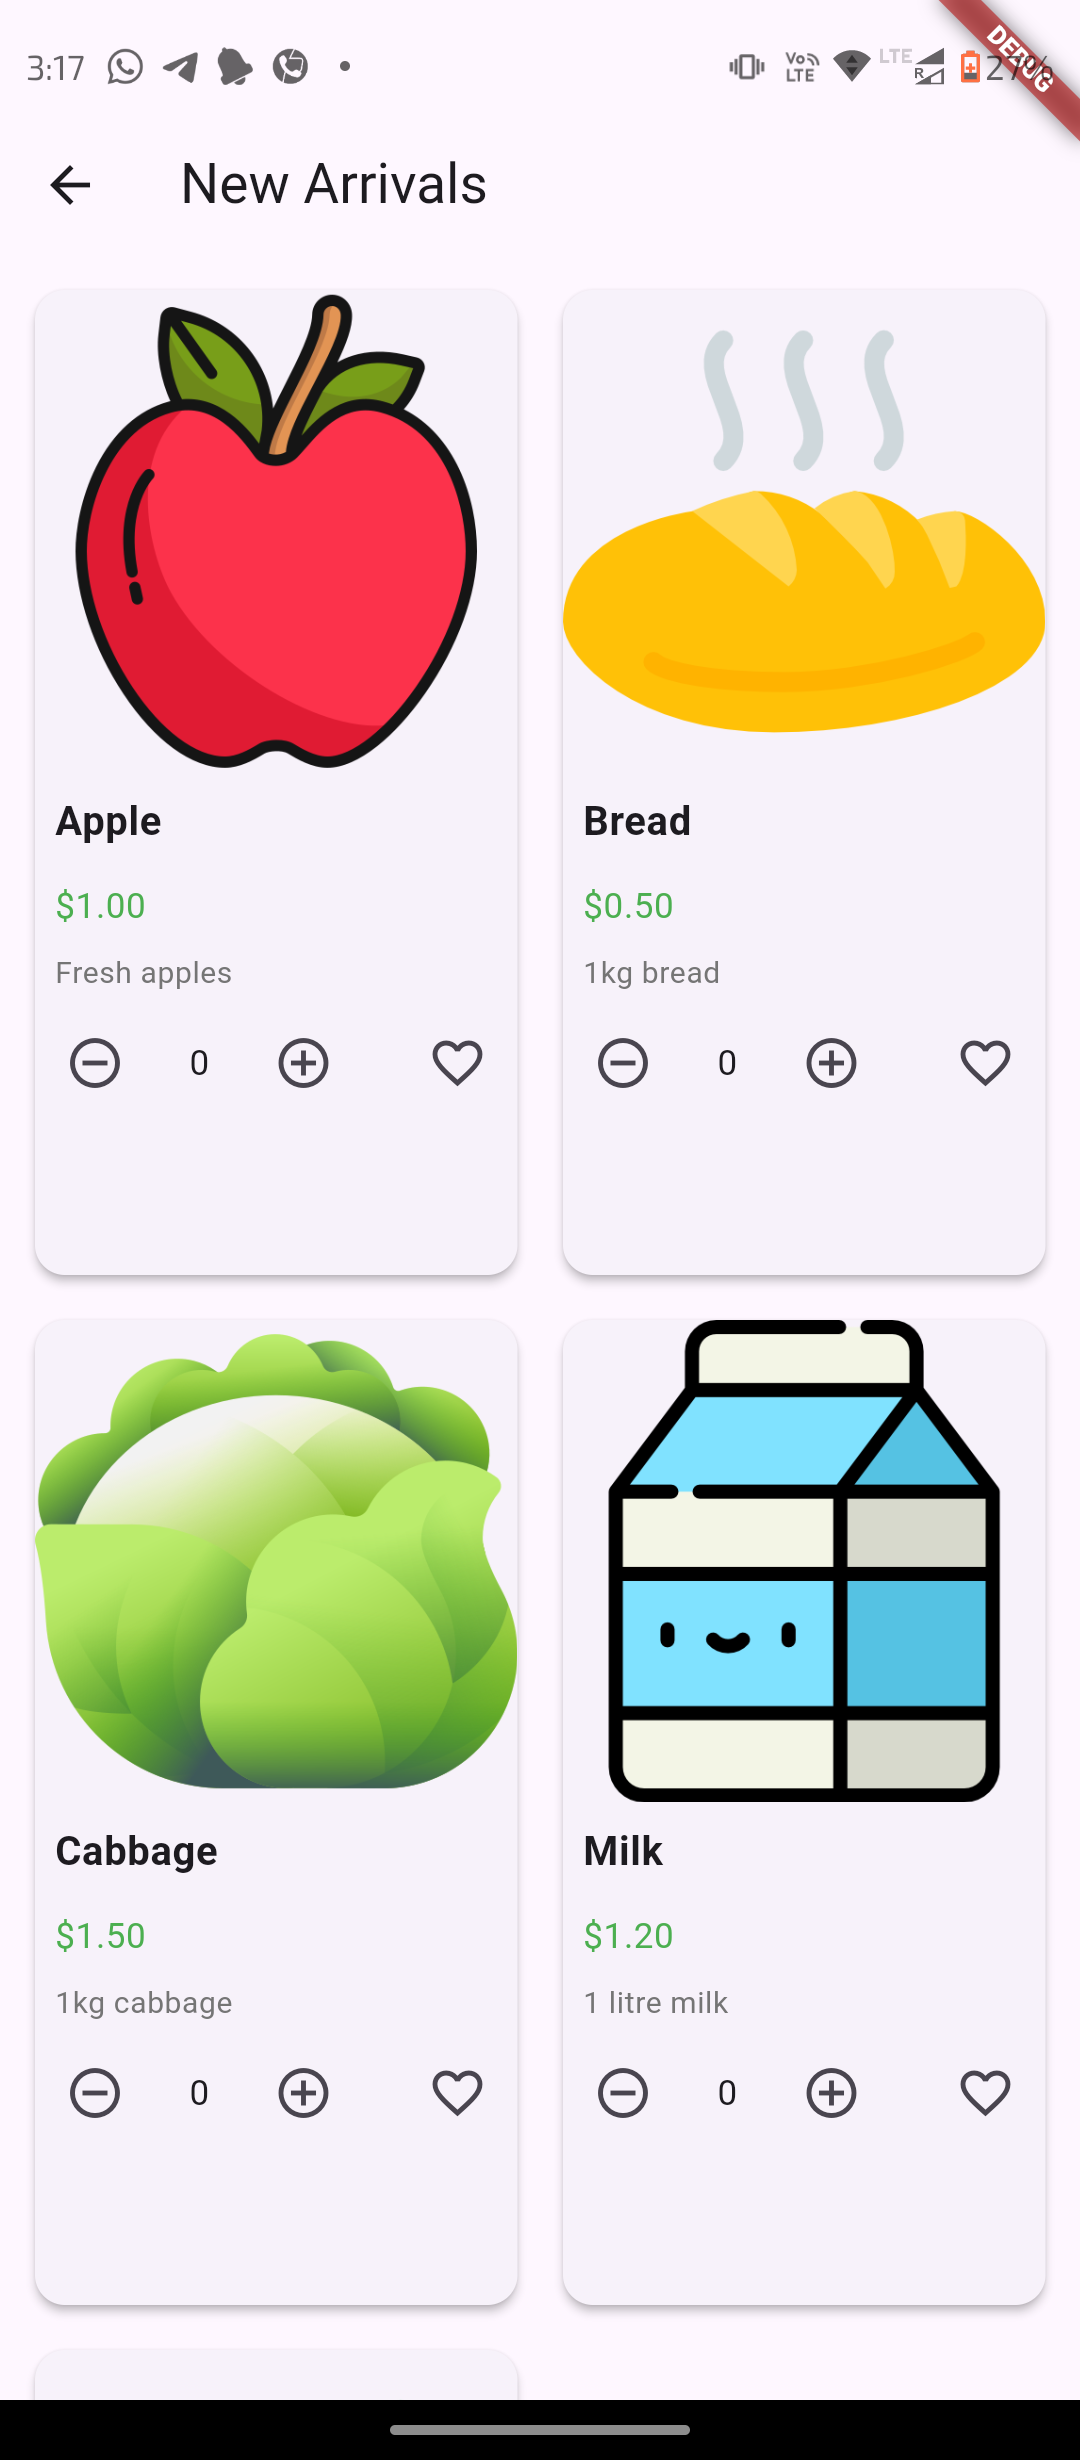 3:17
Vo LTE
LTE
R
DEBUG
New Arrivals
Apple
Bread
$1.00
$0.50
Fresh apples
1kg bread
0
0
Cabbage
Milk
$1.50
$1.20
1kg cabbage
1 litre milk
0
0